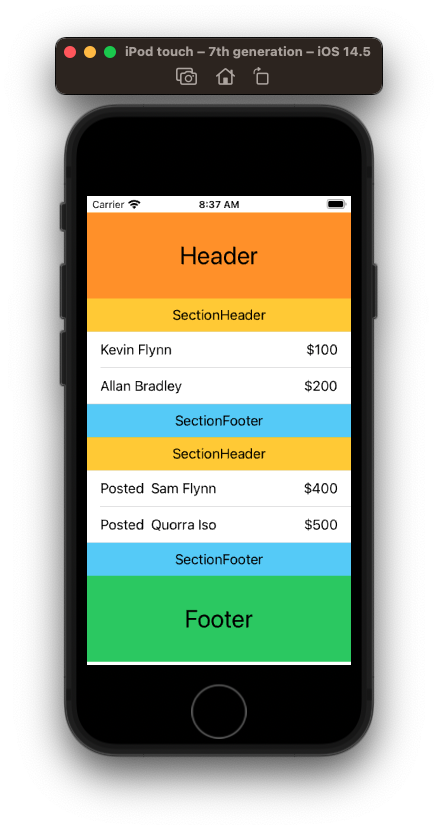 iPod touch – 7th generation – iOS 14.5
Carrier 8:37 AM
Header
SectionHeader
Kevin Flynn $100
Allan Bradley $200
SectionFooter
SectionHeader
Posted Sam Flynn $400
Posted Quorra Iso $500
SectionFooter
Footer